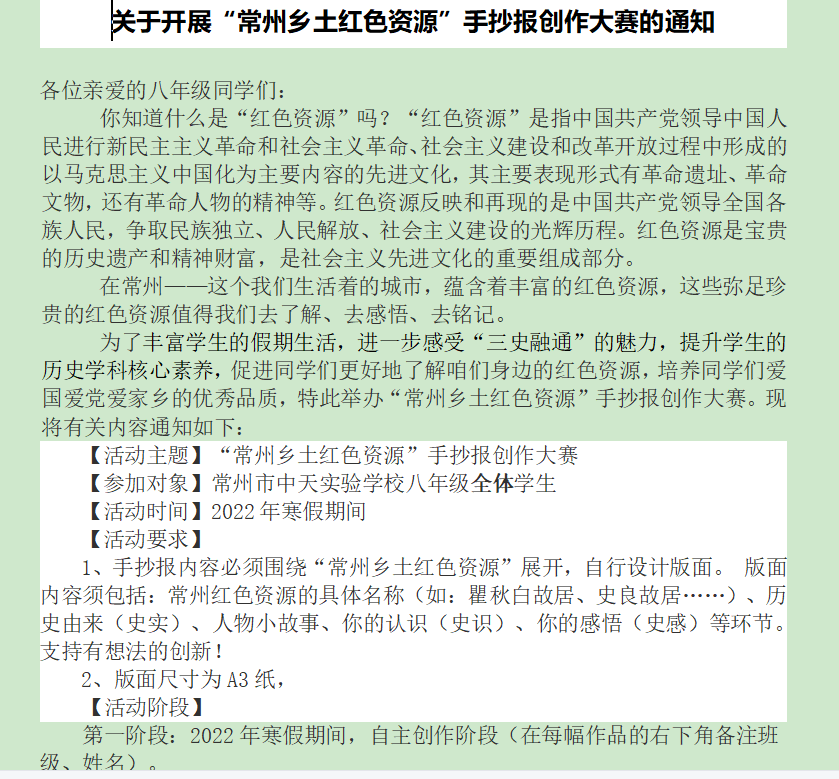 关于开展“常州乡土红色资源”手抄报创作大赛的通知
各位亲爱的八年级同学们：
你知道什么是“红色资源”吗？“红色资源”是指中国共产党领导中国人
民进行新民主主义革命和社会主义革命、社会主义建设和改革开放过程中形成的
以马克思主义中国化为主要内容的先进文化，其主要表现形式有革命遗址、革命
文物，还有革命人物的精神等。红色资源反映和再现的是中国共产党领导全国各
族人民，争取民族独立、人民解放、社会主义建设的光辉历程。红色资源是宝贵
的历史遗产和精神财富，是社会主义先进文化的重要组成部分。
在常州——这个我们生活着的城市，蕴含着丰富的红色资源，这些弥足珍
贵的红色资源值得我们去了解、去感悟、去铭记。
为了丰富学生的假期生活，进一步感受“三史融通”的魅力，提升学生的
历史学科核心素养，促进同学们更好地了解咱们身边的红色资源，培养同学们爱
国爱党爱家乡的优秀品质，特此举办“常州乡土红色资源”手抄报创作大赛。现
将有关内容通知如下：
【活动主题】“常州乡土红色资源”手抄报创作大赛
【参加对象】常州市中天实验学校八年级全体学生
【活动时间】2022年寒假期间
【活动要求】
1、手抄报内容必须围绕“常州乡土红色资源”展开，自行设计版面。 版面
内容须包括：常州红色资源的具体名称（如：瞿秋白故居、史良故居……）、历
史由来（史实）、人物小故事、你的认识（史识）、你的感悟（史感）等环节。
支持有想法的创新！
2、版面尺寸为A3纸，
【活动阶段】
第一阶段：2022年寒假期间，自主创作阶段（在每幅作品的右下角备注班
级、姓名）。